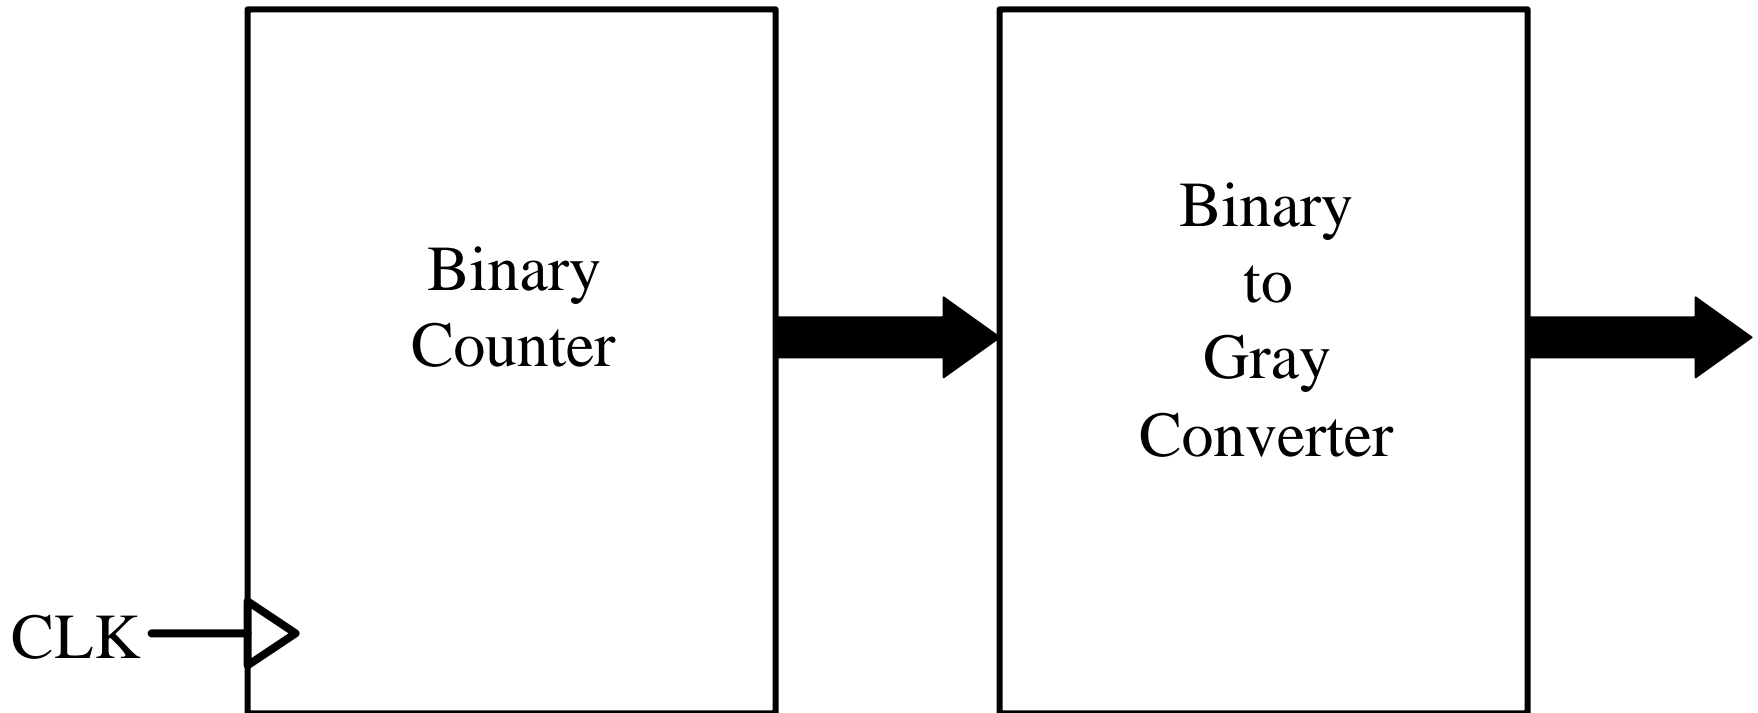 Binary
Counter
Binary
to
Gray
Converter
CLK